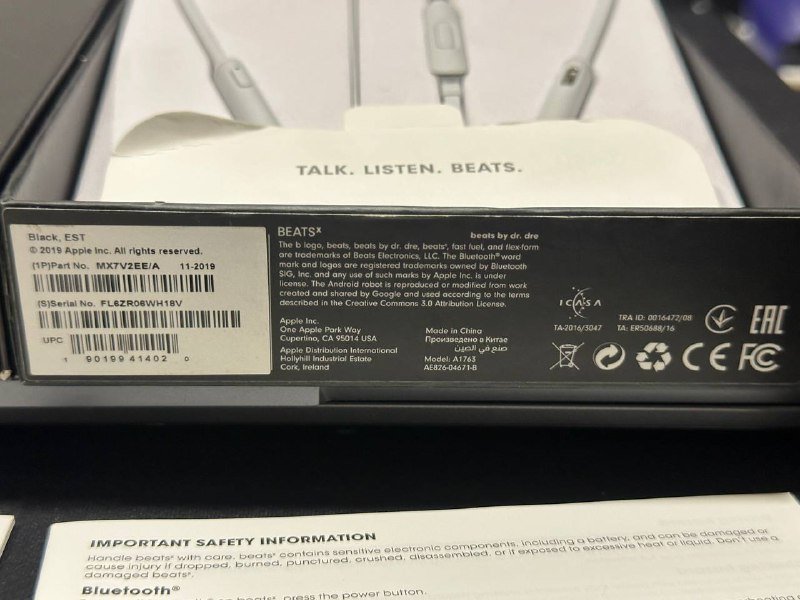 TALK. LISTEN. BEATS.
Black, EST
© 2019 Apple Inc. All rights reserved.
(1P)Part No. MX7V2EE/A 11-2019
(S)Serial No. FL6ZR06WH18V
UPC
1 90199 41402 0
BEATSˣ
beats by dr. dre
The b logo, beats, beats by dr. dre, beatsˣ, fast fuel, and flex-form
are trademarks of Beats Electronics, LLC. The Bluetooth® word
mark and logos are registered trademarks owned by Bluetooth
SIG, Inc. and any use of such marks by Apple Inc. is under
license. The Android robot is reproduced or modified from work
created and shared by Google and used according to the terms
described in the Creative Commons 3.0 Attribution License.
Apple Inc.
One Apple Park Way
Cupertino, CA 95014 USA
Apple Distribution International
Hollyhill Industrial Estate
Cork, Ireland
Made in China
Произведено в Китае
صنع في الصين
Model: A1763
AE826-04671-B
ICASA
TA-2016/3047
TRA ID: 0016472/08
TA: ER50688/16
EAC
CE FC
IMPORTANT SAFETY INFORMATION
Handle beatsˣ with care. beatsˣ contains sensitive electronic components, including a battery, and can be damaged or
cause injury if dropped, burned, punctured, crushed, disassembled, or if exposed to excessive heat or liquid. Don't use a
damaged beatsˣ.
Bluetooth®
beatsˣ, press the power button.